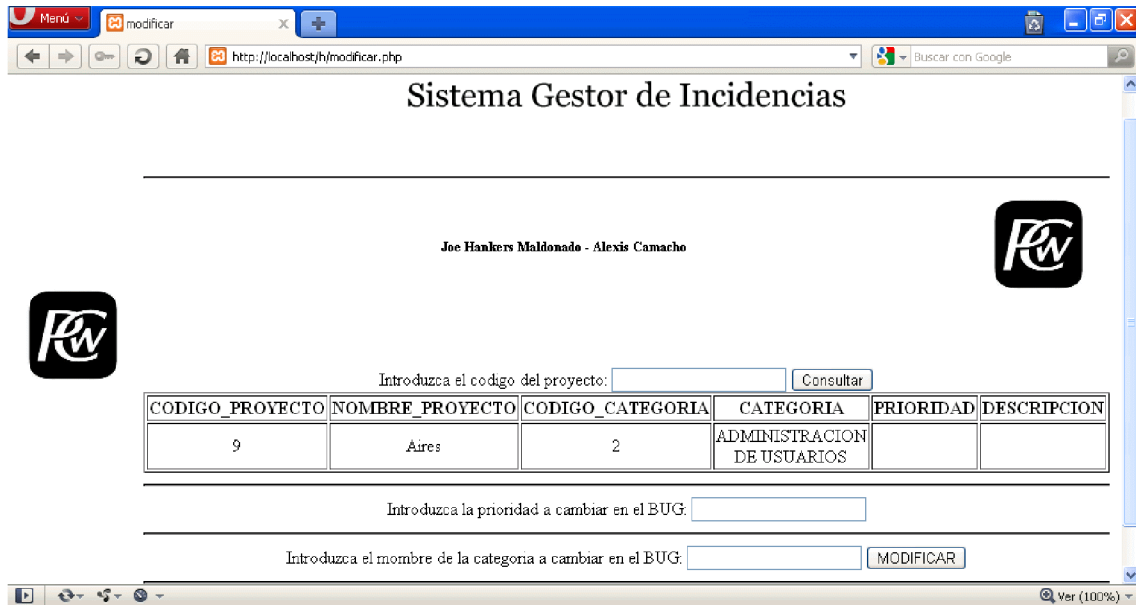 Menú
modificar
http://localhost/h/modificar.php
Buscar con Google
Sistema Gestor de Incidencias
Joe Hankers Maldonado - Alexis Camacho
PCW
PCW
Introduzca el codigo del proyecto:
Consultar
CODIGO_PROYECTO NOMBRE_PROYECTO CODIGO_CATEGORIA CATEGORIA PRIORIDAD DESCRIPCION
9 Aires 2 ADMINISTRACION
DE USUARIOS
Introduzca la prioridad a cambiar en el BUG:
Introduzca el mombre de la categoria a cambiar en el BUG:
MODIFICAR
Ver (100%)